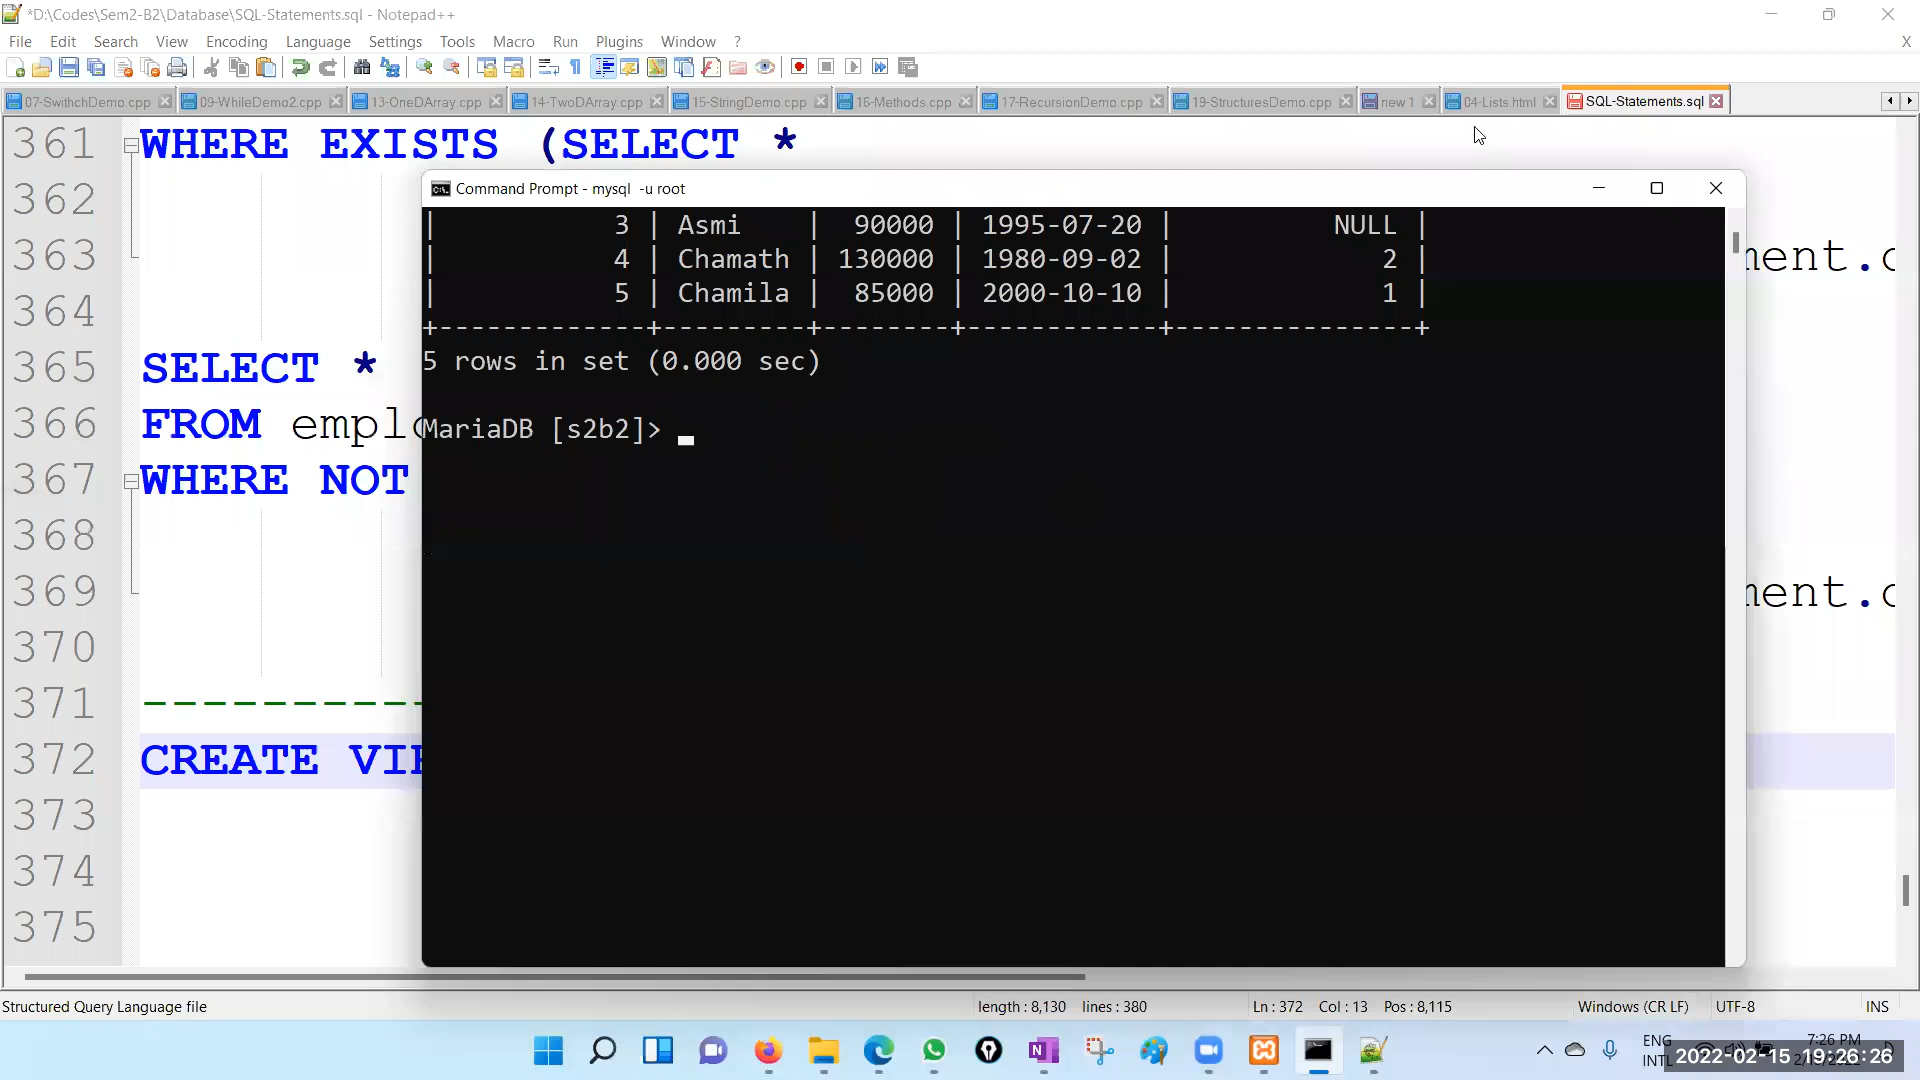 *D:\Codes\Sem2-B2\Database\SQL-Statements.sql - Notepad++
File Edit Search View Encoding Language Settings Tools Macro Run Plugins Window ? X
07-SwithchDemo.cpp 09-WhileDemo2.cpp 13-OneDArray.cpp 14-TwoDArray.cpp 15-StringDemo.cpp 16-Methods.cpp 17-RecursionDemo.cpp 19-StructuresDemo.cpp new 1 04-Lists.html SQL-Statements.sql
361 WHERE EXISTS (SELECT *
Command Prompt - mysql -u root
362
| 3 | Asmi | 90000 | 1995-07-20 | NULL |
363 ment.c
| 4 | Chamath | 130000 | 1980-09-02 | 2 |
| 5 | Chamila | 85000 | 2000-10-10 | 1 |
364
+-------------+---------+--------+------------+---------------+
365 SELECT *
5 rows in set (0.000 sec)
366 FROM emplo
MariaDB [s2b2]>
367 WHERE NOT
368
369 ment.c
370
371 ----------
372 CREATE VIE
373
374
375
Structured Query Language file length : 8,130 lines : 380 Ln : 372 Col : 13 Pos : 8,115 Windows (CR LF) UTF-8 INS
ENG
INTL
7:26 PM
2022-02-15 19:26:26